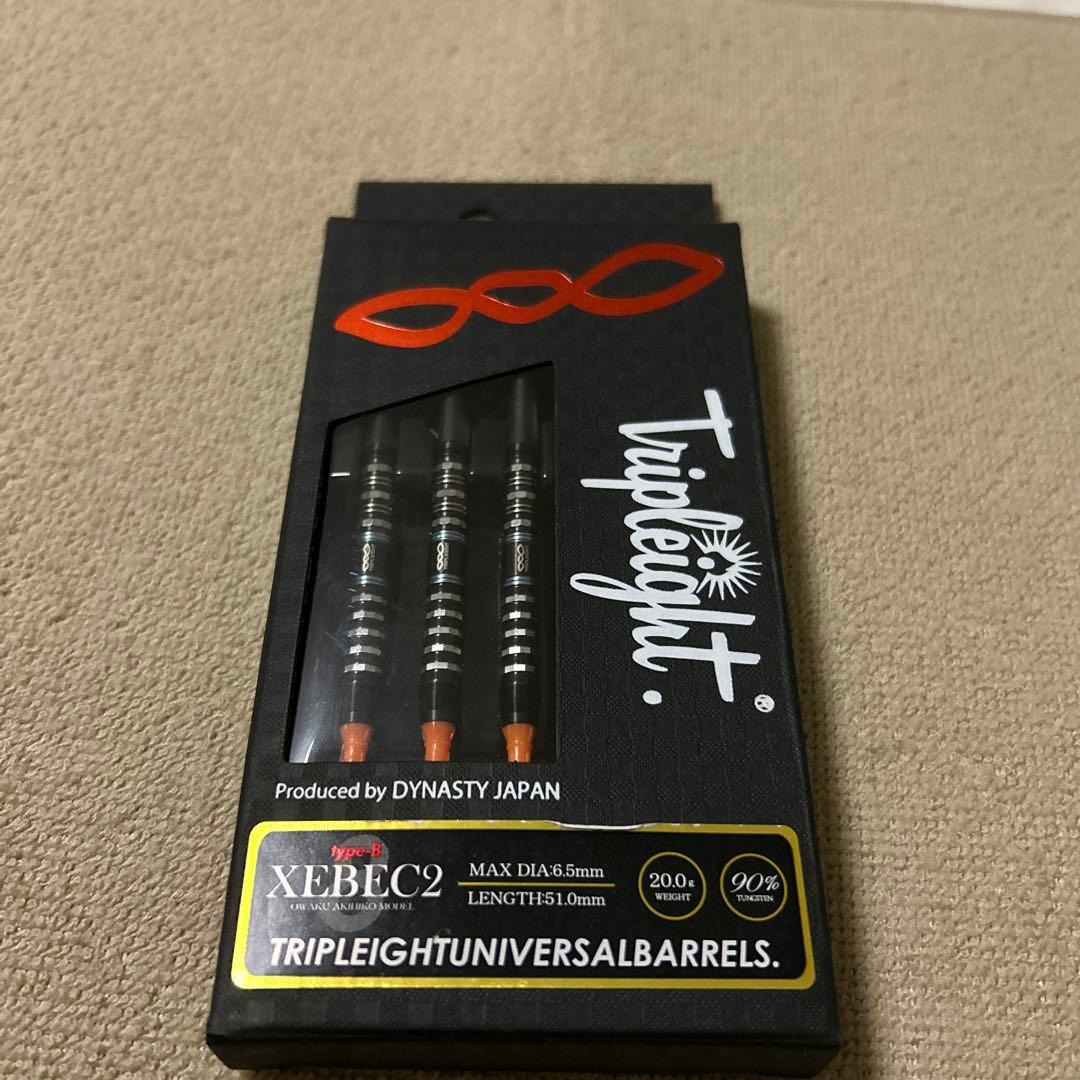 Tripleight.®
Produced by DYNASTY JAPAN
type-B
XEBEC2
OWAKU AKIHIKO MODEL
MAX DIA:6.5mm
LENGTH:51.0mm
20.0g
WEIGHT
90%
TUNGSTEN
TRIPLEIGHTUNIVERSALBARRELS.